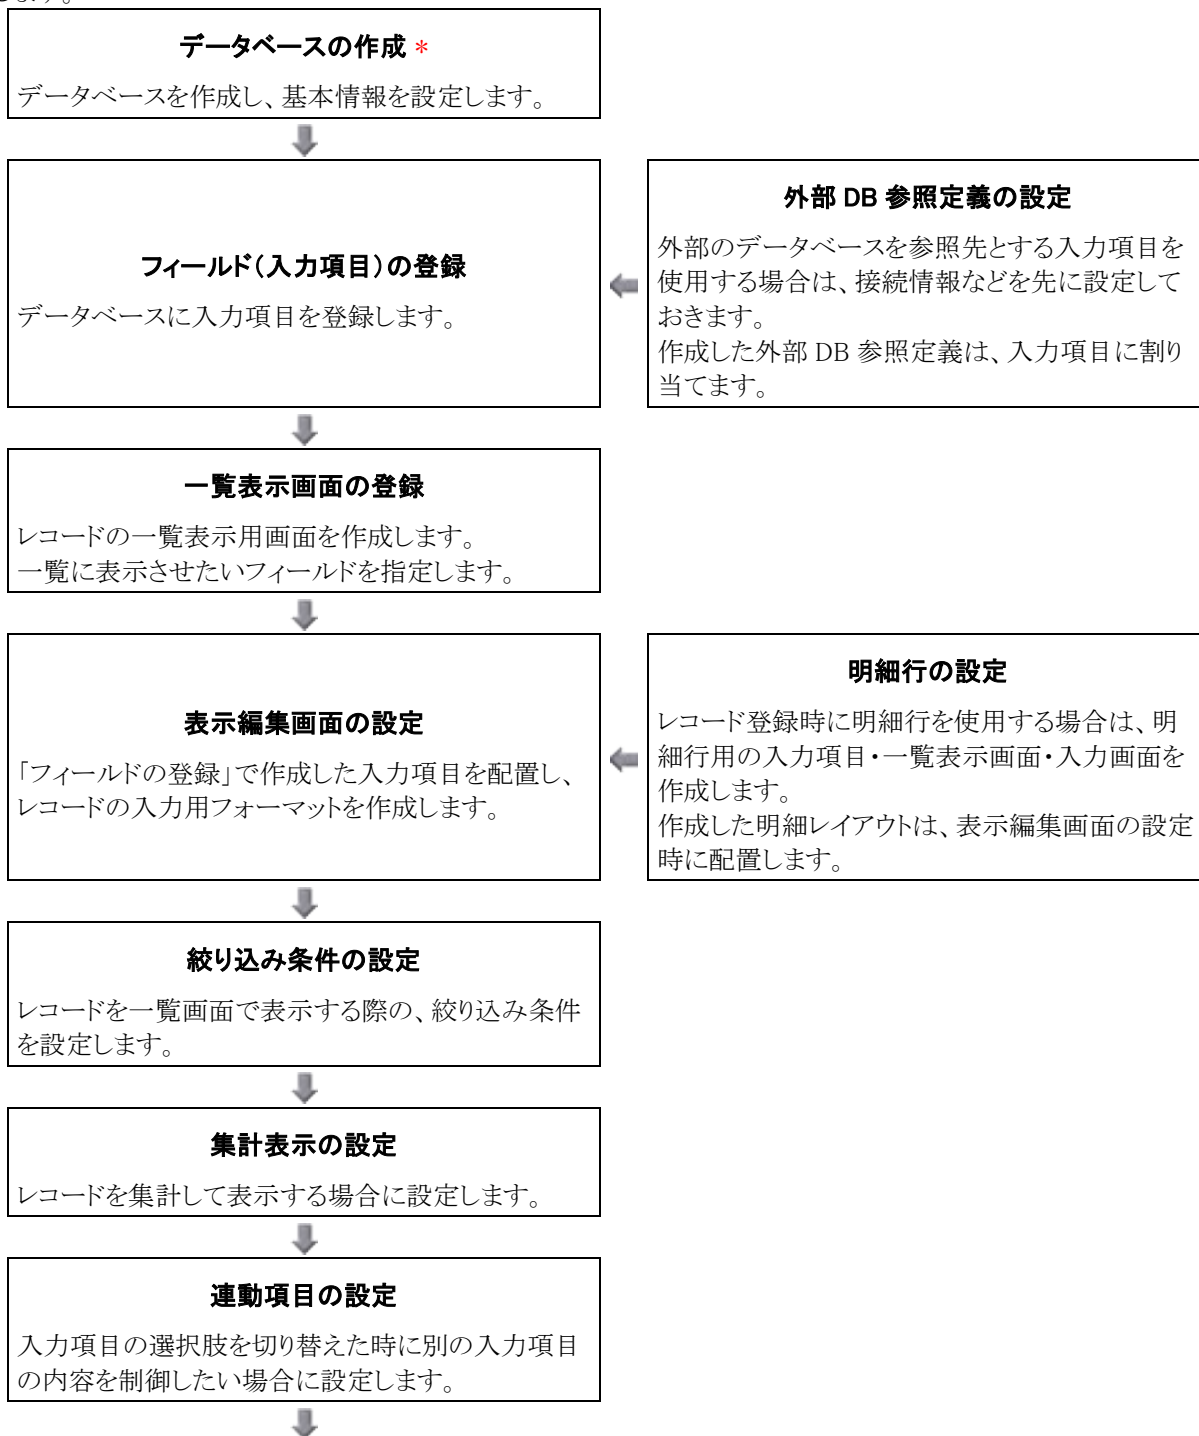 します。
データベースの作成 *
データベースを作成し、基本情報を設定します。
フィールド（入力項目）の登録
データベースに入力項目を登録します。
外部 DB 参照定義の設定
外部のデータベースを参照先とする入力項目を
使用する場合は、接続情報などを先に設定して
おきます。
作成した外部 DB 参照定義は、入力項目に割り
当てます。
一覧表示画面の登録
レコードの一覧表示用画面を作成します。
一覧に表示させたいフィールドを指定します。
表示編集画面の設定
「フィールドの登録」で作成した入力項目を配置し、
レコードの入力用フォーマットを作成します。
明細行の設定
レコード登録時に明細行を使用する場合は、明
細行用の入力項目・一覧表示画面・入力画面を
作成します。
作成した明細レイアウトは、表示編集画面の設定
時に配置します。
絞り込み条件の設定
レコードを一覧画面で表示する際の、絞り込み条件
を設定します。
集計表示の設定
レコードを集計して表示する場合に設定します。
連動項目の設定
入力項目の選択肢を切り替えた時に別の入力項目
の内容を制御したい場合に設定します。